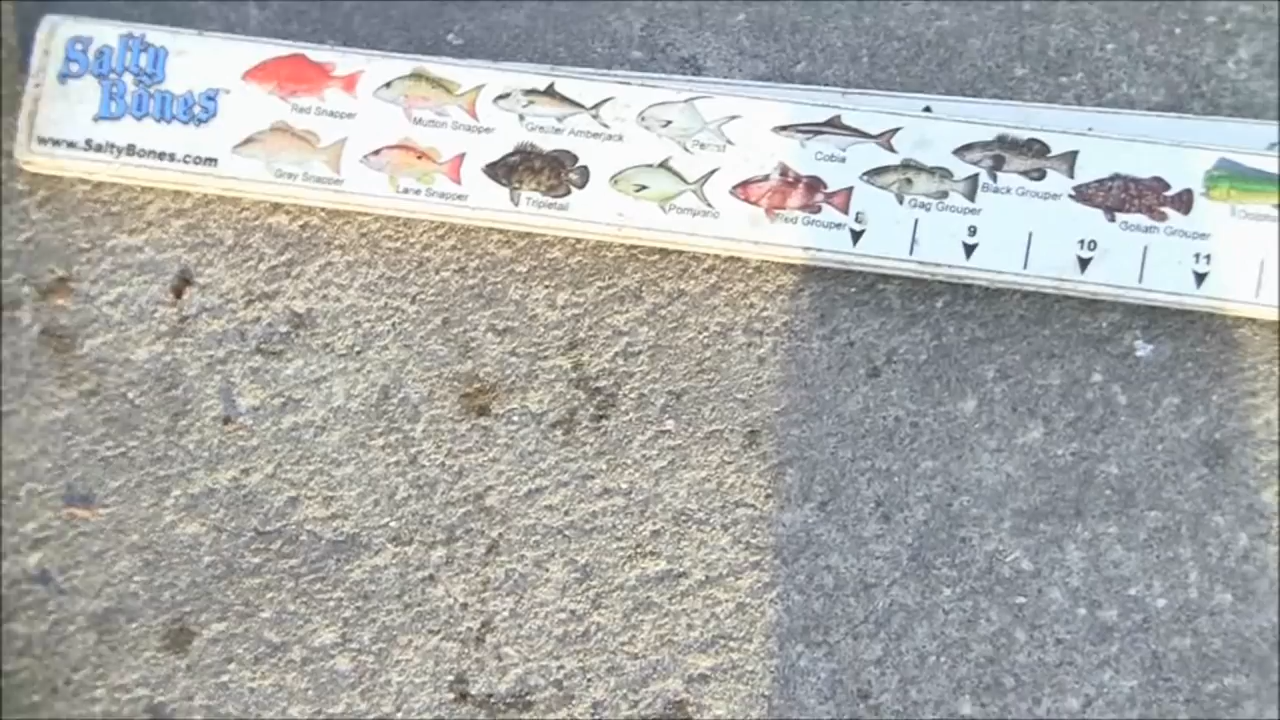 Salty
Bones
www.SaltyBones.com
Red Snapper
Mutton Snapper
Greater Amberjack
Permit
Cobia
Black Grouper
Gray Snapper
Lane Snapper
Tripletail
Pompano
Red Grouper
Gag Grouper
Goliath Grouper
8
9
10
11